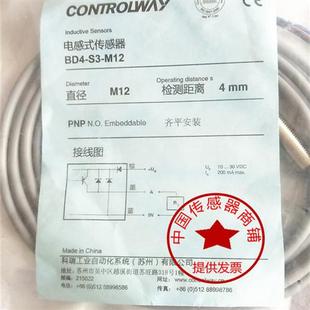 CONTROLWAY
Inductive Sensors
电感式传感器
BD4-S3-M12
Diameter
Operating distance s
直径
M12
检测距离
4 mm
PNP N.O. Embeddable
齐平安装
接线图
10 ... 30 VDC
200 mA max.
中国传感器商铺
提供发票
Made in China
科瑞工业自动化系统（苏州）有限公司